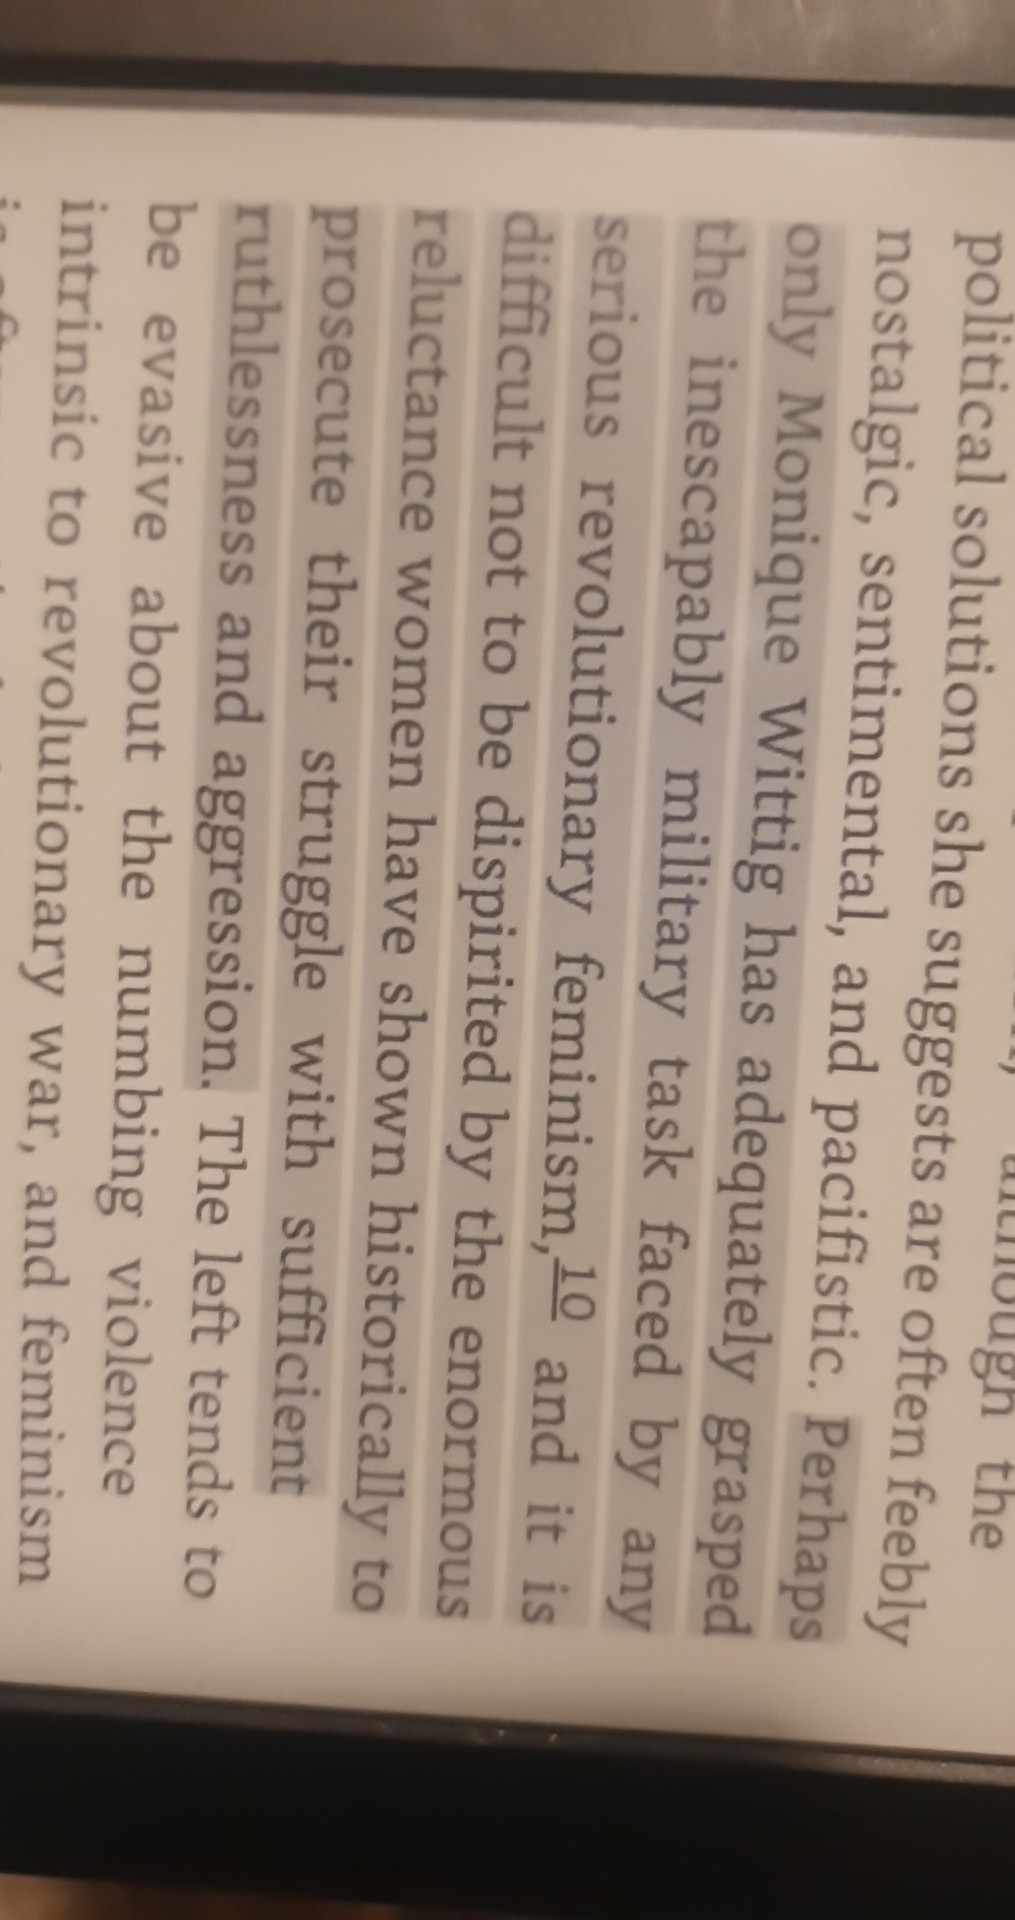 although the
political solutions she suggests are often feebly
nostalgic, sentimental, and pacifistic. Perhaps
only Monique Wittig has adequately grasped
the inescapably military task faced by any
serious revolutionary feminism,10 and it is
difficult not to be dispirited by the enormous
reluctance women have shown historically to
prosecute their struggle with sufficient
ruthlessness and aggression. The left tends to
be evasive about the numbing violence
intrinsic to revolutionary war, and feminism